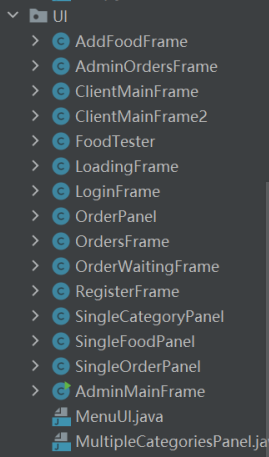 UI
AddFoodFrame
AdminOrdersFrame
ClientMainFrame
ClientMainFrame2
FoodTester
LoadingFrame
LoginFrame
OrderPanel
OrdersFrame
OrderWaitingFrame
RegisterFrame
SingleCategoryPanel
SingleFoodPanel
SingleOrderPanel
AdminMainFrame
MenuUI.java
MultipleCategoriesPanel.ja